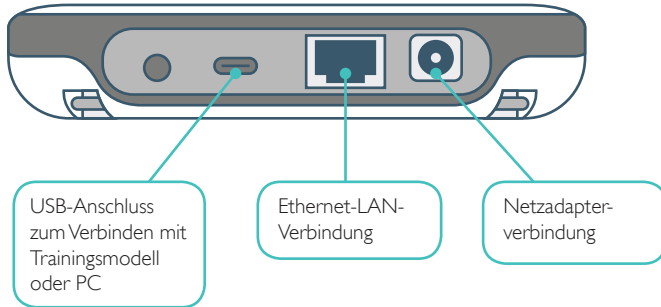 USB-Anschluss
zum Verbinden mit
Trainingsmodell
oder PC
Ethernet-LAN-
Verbindung
Netzadapter-
verbindung